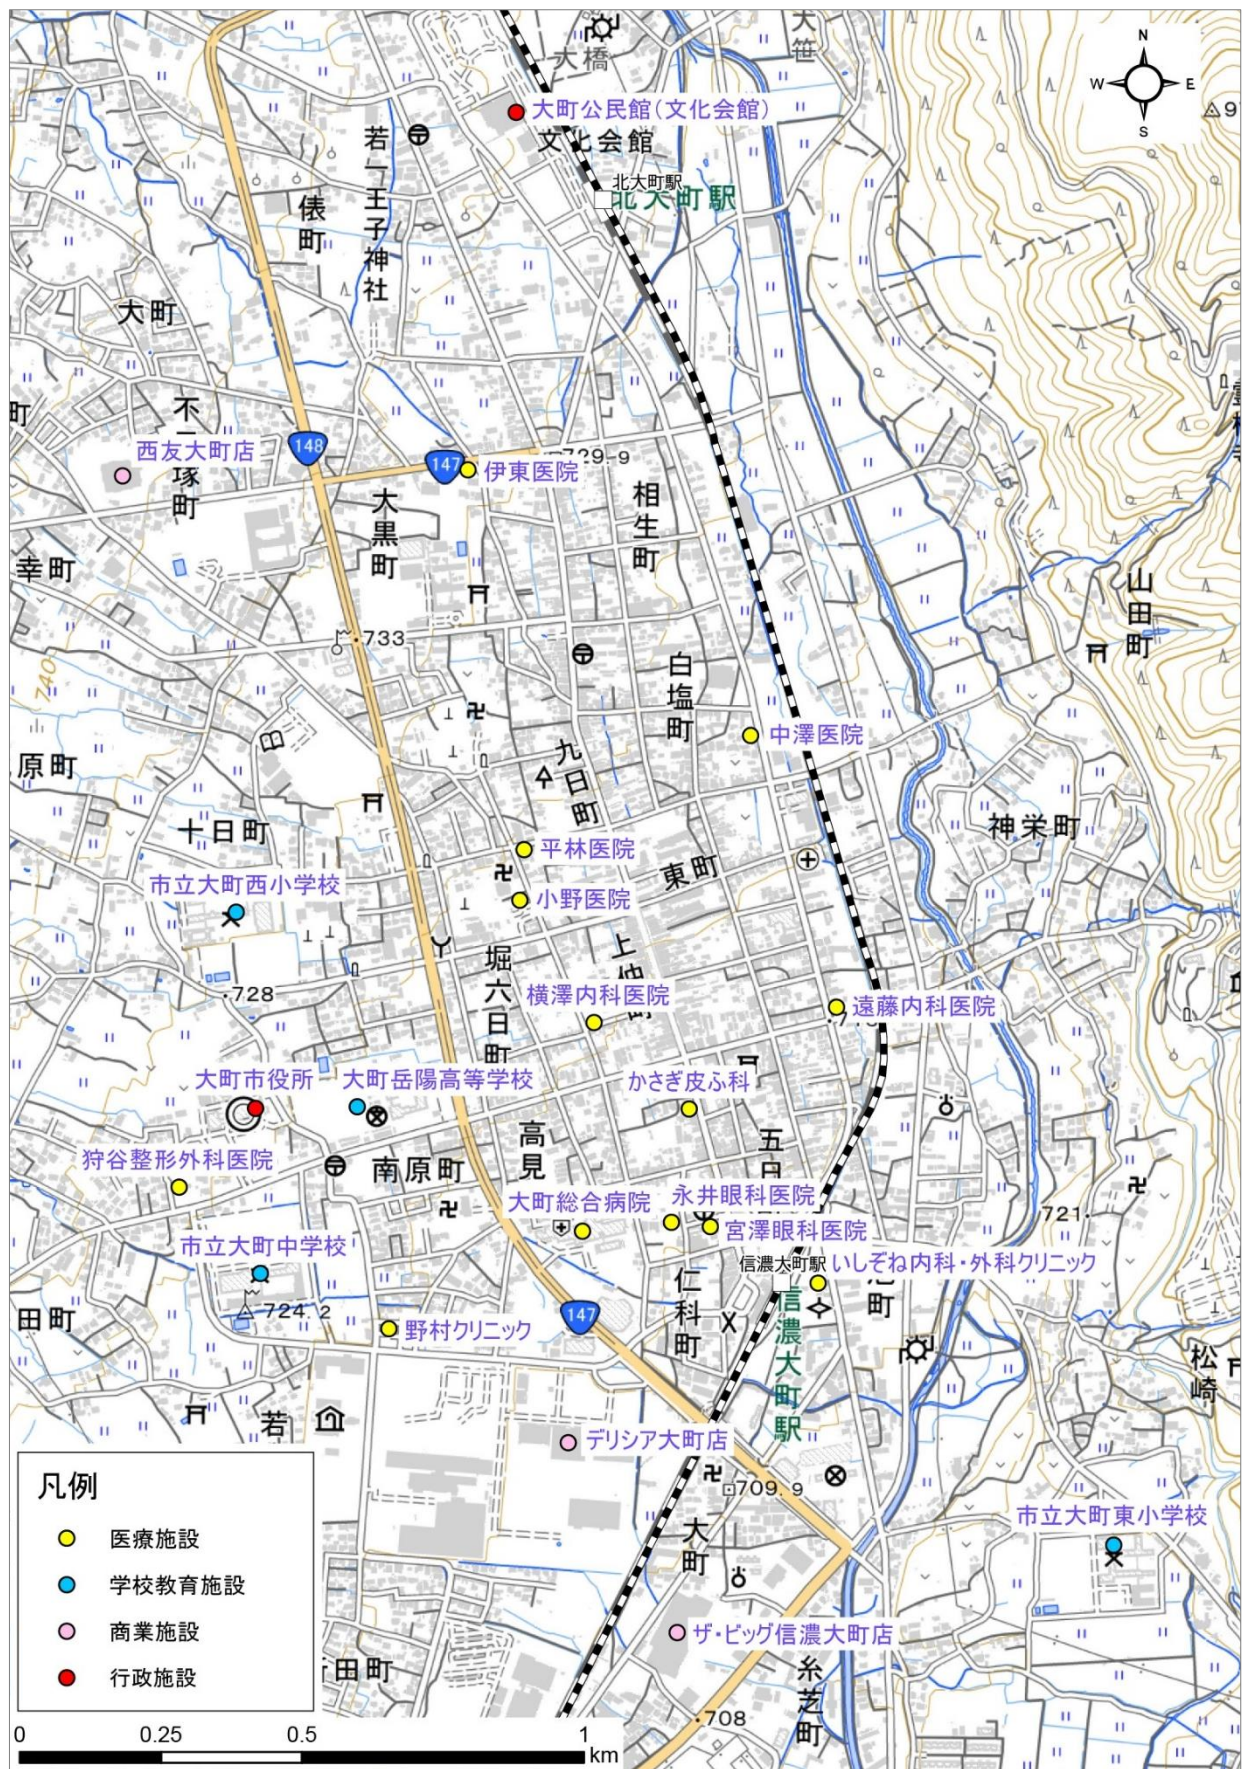 大橋
大笹
N
W
E
S
大町公民館(文化会館)
文化会館
若一王子神社
北大町駅
北大町駅
俵町
大町
西友大町店
148
147
伊東医院
729.9
大黒町
相生町
幸町
山田町
733
740
白塩町
中澤医院
原町
九日町
十日町
神栄町
平林医院
東町
市立大町西小学校
小野医院
堀六日町
728
横澤内科医院
遠藤内科医院
大町市役所
大町岳陽高等学校
かさぎ皮ふ科
高見
狩谷整形外科医院
南原町
大町総合病院
永井眼科医院
宮澤眼科医院
721
市立大町中学校
信濃大町駅
いしぞね内科・外科クリニック
724.2
田町
野村クリニック
147
仁科町
信濃大町駅
松崎
若
デリシア大町店
709.9
大町
市立大町東小学校
ザ・ビッグ信濃大町店
糸芝町
708
凡例
医療施設
学校教育施設
商業施設
行政施設
0 0.25 0.5 1
km